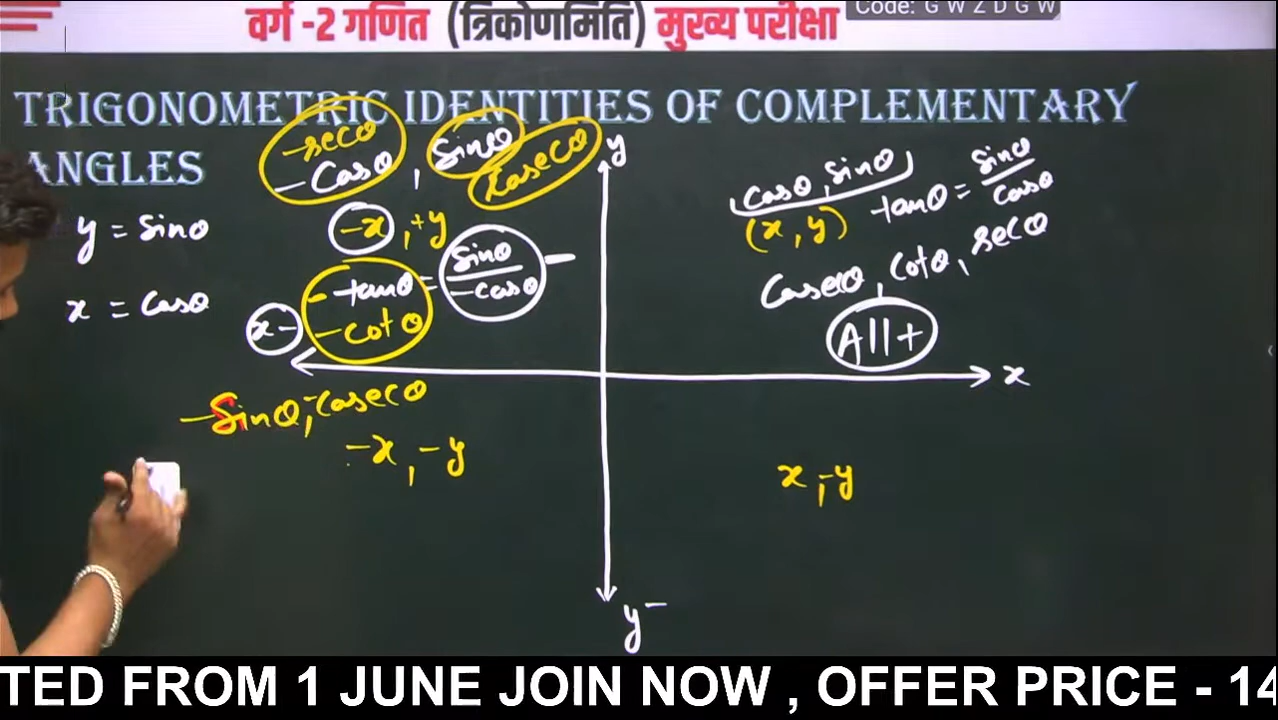 वर्ग -2 गणित (त्रिकोणमिति) मुख्य परीक्षा
Code: G W Z D G W
TRIGONOMETRIC IDENTITIES OF COMPLEMENTARY
ANGLES
y = sinθ
x = cosθ
-secθ
- cosθ , sinθ
cosecθ
-x , +y
- tanθ = sinθ / -cosθ -
- cotθ
x-
y
cosθ , sinθ
(x , y) tanθ = sinθ / cosθ
cosecθ , cotθ , secθ
All +
x
-sinθ, -cosecθ
-x , -y
x , -y
y-
TED FROM 1 JUNE JOIN NOW , OFFER PRICE - 14